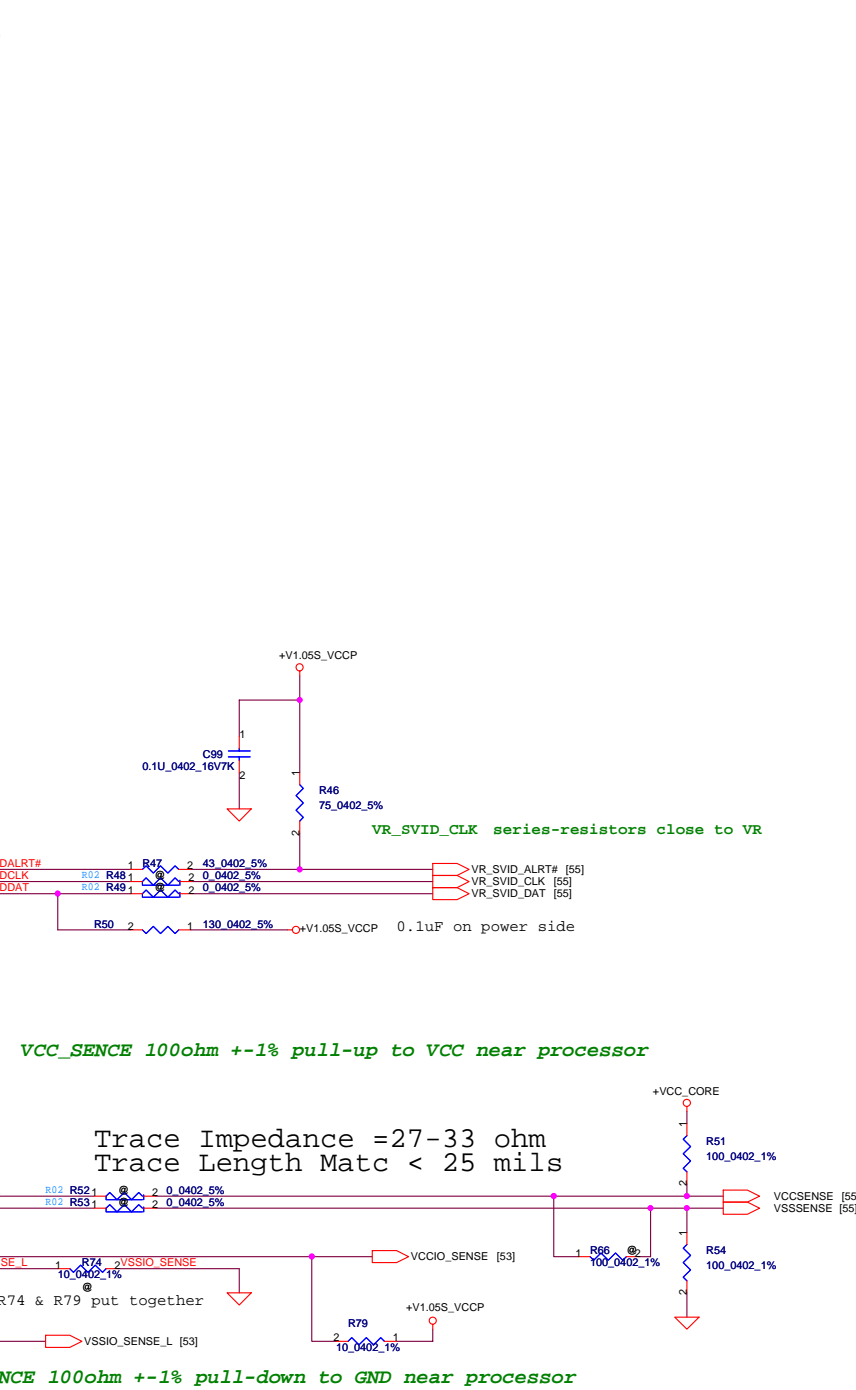 +V1.05S_VCCP
1
C99
0.1U_0402_16V7K
2
1
R46
75_0402_5%
2
VR_SVID_CLK series-resistors close to VR
DALRT# 1 R47 2 43_0402_5% VR_SVID_ALRT# [55]
DCLK R02 R48 1 @ 2 0_0402_5% VR_SVID_CLK [55]
DDAT R02 R49 1 @ 2 0_0402_5% VR_SVID_DAT [55]
R50 2 1 130_0402_5% +V1.05S_VCCP 0.1uF on power side
VCC_SENCE 100ohm +-1% pull-up to VCC near processor
+VCC_CORE
Trace Impedance =27-33 ohm
Trace Length Matc < 25 mils
1
R51
100_0402_1%
2
R02 R52 1 @ 2 0_0402_5% VCCSENSE [55
R02 R53 1 @ 2 0_0402_5% VSSSENSE [55]
1 R66 @ 2
100_0402_1%
1
R54
100_0402_1%
2
VCCIO_SENSE [53]
SE_L 1 R74 2 VSSIO_SENSE
10_0402_1%
@
R74 & R79 put together
+V1.05S_VCCP
R79
2 1
10_0402_1%
VSSIO_SENSE_L [53]
NCE 100ohm +-1% pull-down to GND near processor